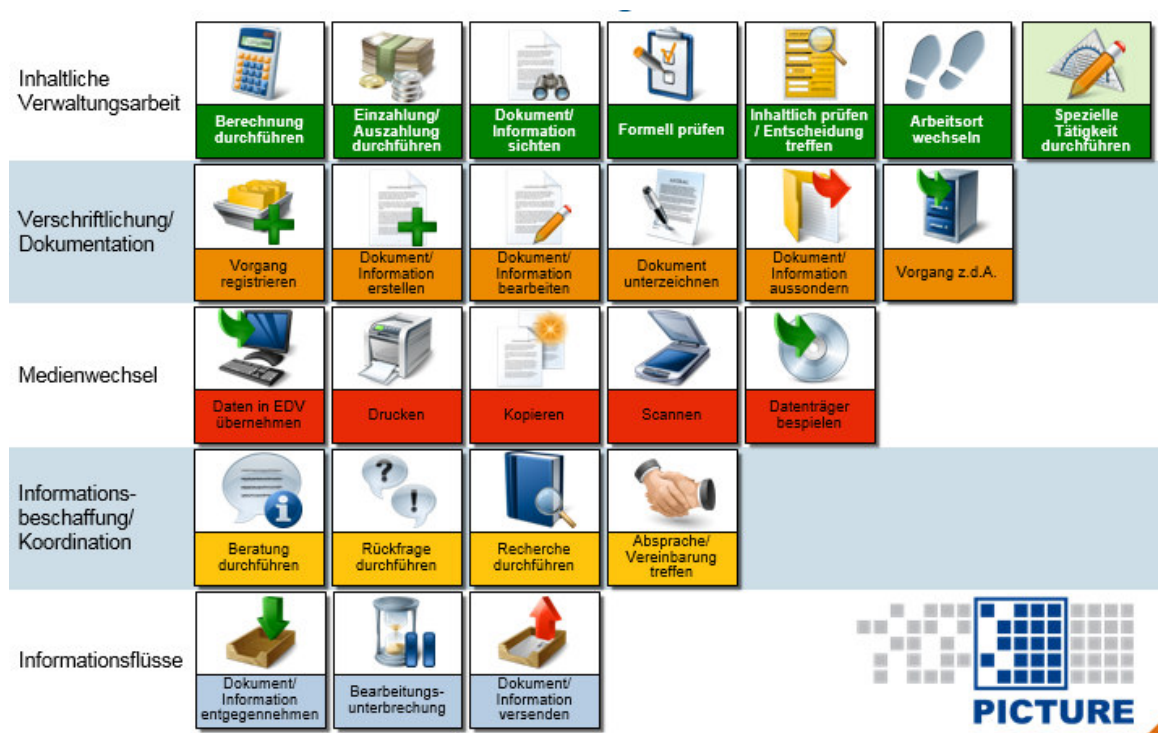 Inhaltliche
Verwaltungsarbeit
Berechnung
durchführen
Einzahlung/
Auszahlung
durchführen
Dokument/
Information
sichten
Formell prüfen
Inhaltlich prüfen
/ Entscheidung
treffen
Arbeitsort
wechseln
Spezielle
Tätigkeit
durchführen
Verschriftlichung/
Dokumentation
Vorgang
registrieren
Dokument/
Information
erstellen
Dokument/
Information
bearbeiten
Dokument
unterzeichnen
Dokument/
Information
aussondern
Vorgang z.d.A.
Medienwechsel
Daten in EDV
übernehmen
Drucken
Kopieren
Scannen
Datenträger
bespielen
Informations-
beschaffung/
Koordination
Beratung
durchführen
Rückfrage
durchführen
Recherche
durchführen
Absprache/
Vereinbarung
treffen
Informationsflüsse
Dokument/
Information
entgegennehmen
Bearbeitungs-
unterbrechung
Dokument/
Information
versenden
PICTURE